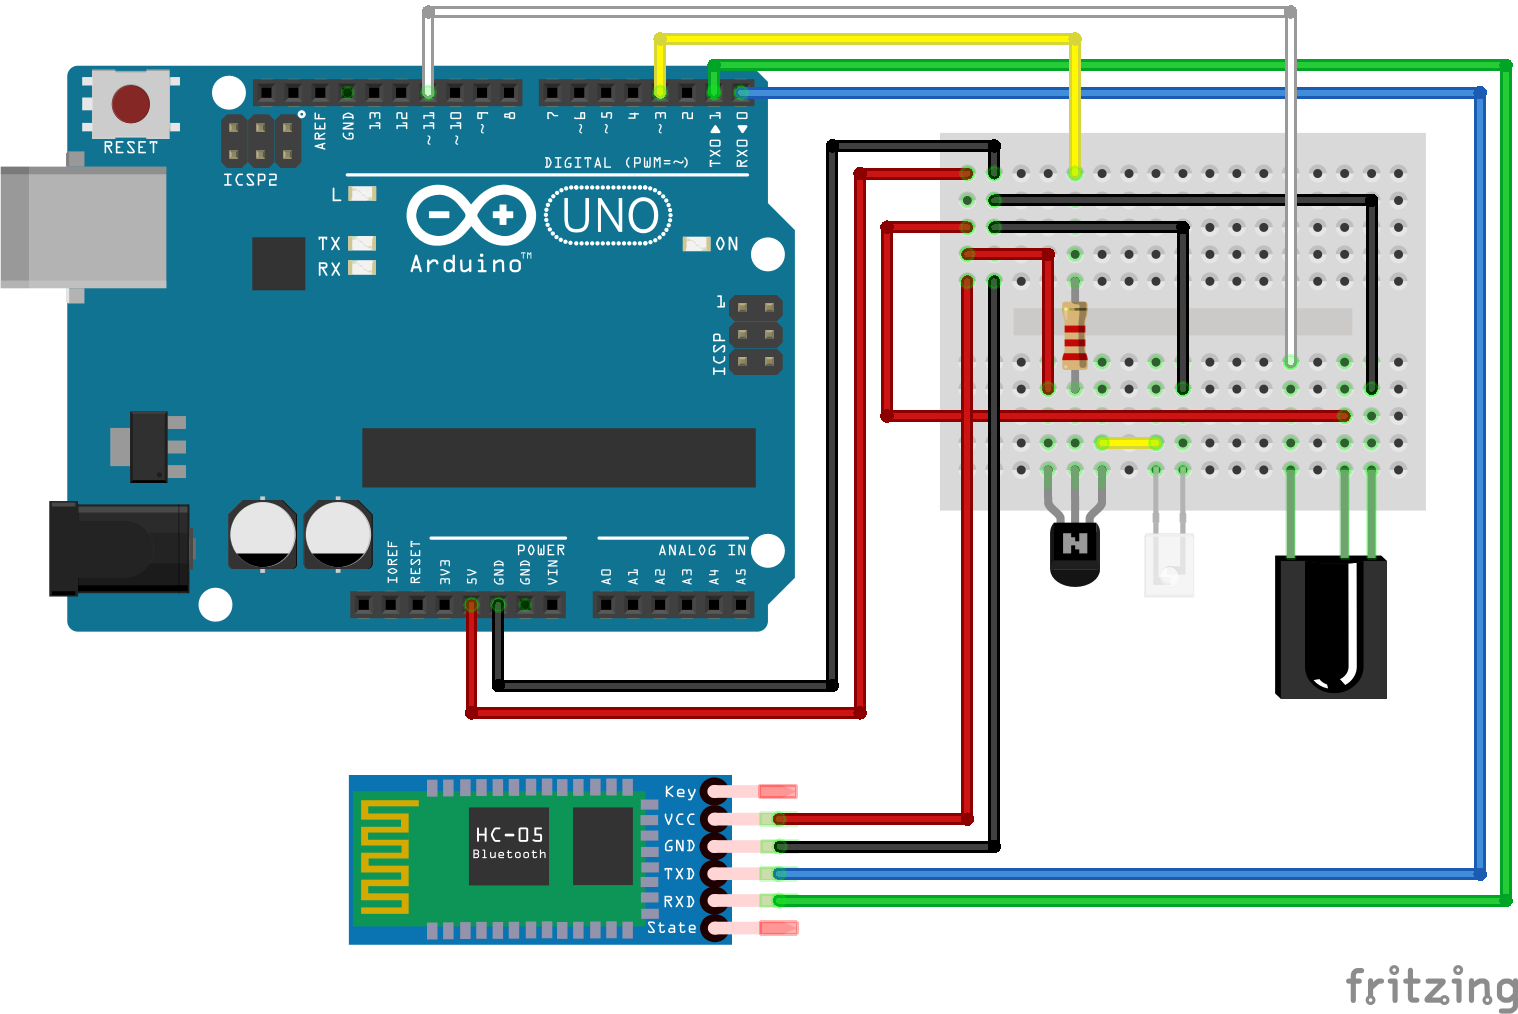 RESET
ICSP2
AREF
GND
13
12
~11
~10
~9
8
7
~6
~5
4
~3
2
TX0▶1
RX0◀0
DIGITAL (PWM=~)
L
TX
RX
UNO
ON
Arduino™
1
ICSP
IOREF
RESET
3V3
5V
GND
GND
VIN
POWER
ANALOG IN
A0
A1
A2
A3
A4
A5
HC-05
Bluetooth
Key
VCC
GND
TXD
RXD
State
N
fritzing